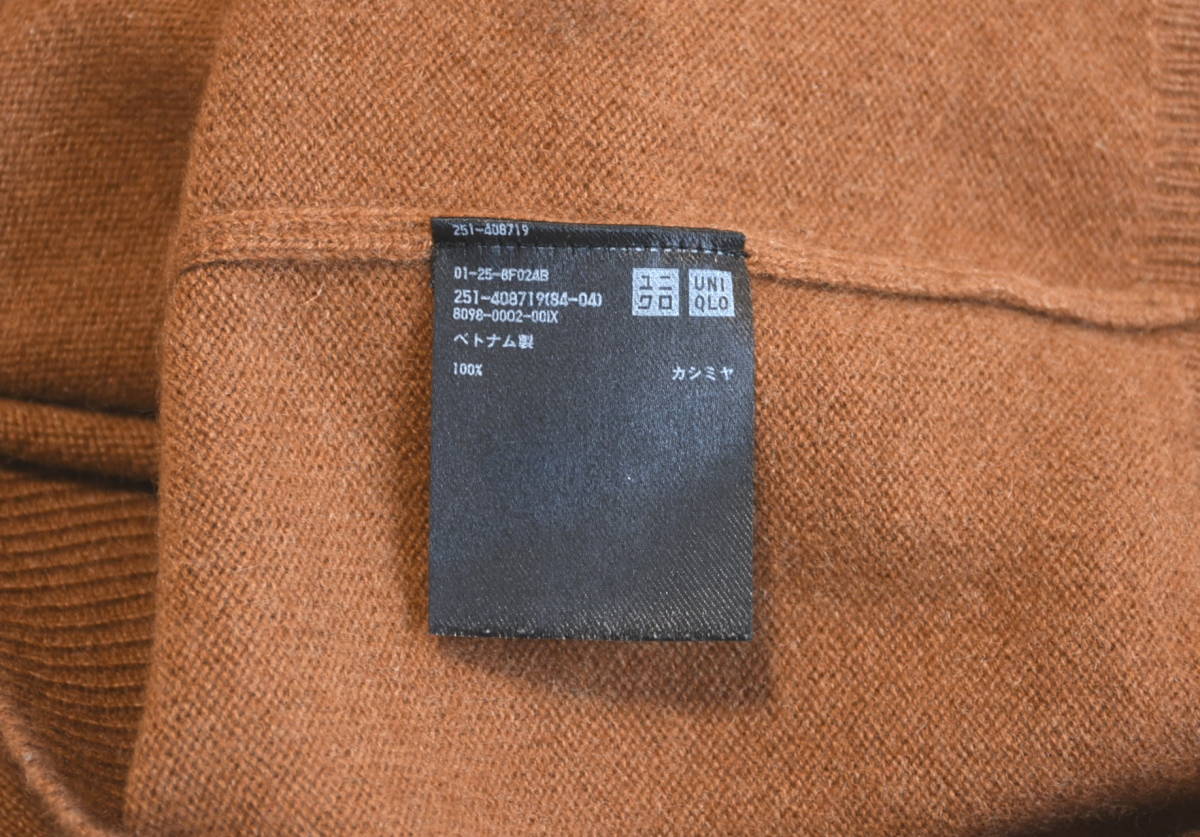 251-408719
01-25-8F02AB
251-408719(84-04)
8098-0002-001X
ベトナム製
100% カシミヤ
ユニ
クロ
UNI
QLO